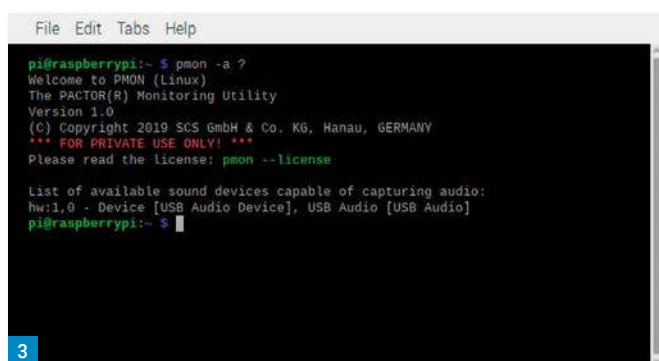 File Edit Tabs Help
pi@raspberrypi:~ $ pmon -a ?
Welcome to PMON (Linux)
The PACTOR(R) Monitoring Utility
Version 1.0
(C) Copyright 2019 SCS GmbH & Co. KG, Hanau, GERMANY
*** FOR PRIVATE USE ONLY! ***
Please read the license: pmon --license
List of available sound devices capable of capturing audio:
hw:1,0 - Device [USB Audio Device], USB Audio [USB Audio]
pi@raspberrypi:~ $
3